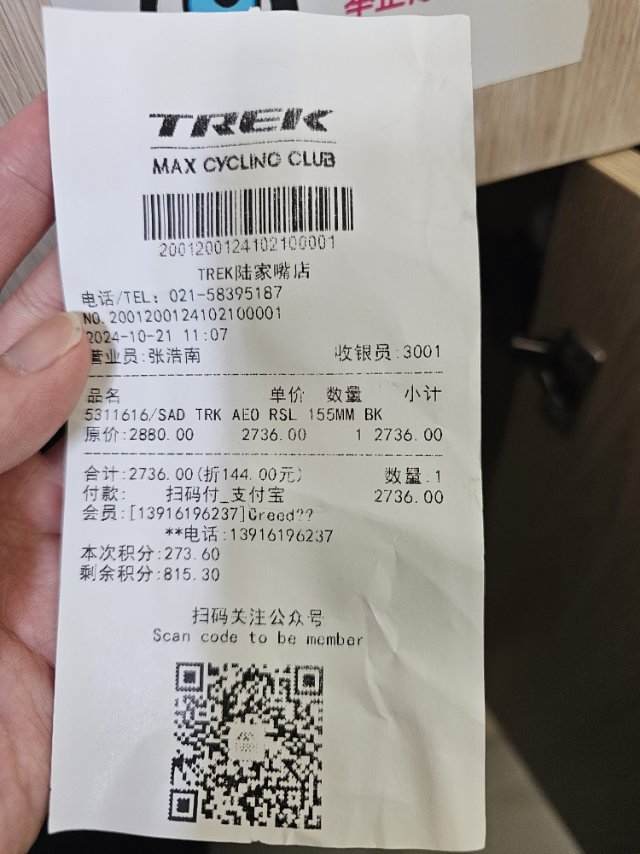 TREK
MAX CYCLING CLUB
2001200124102100001
TREK陆家嘴店
电话/TEL: 021-58395187
NO.2001200124102100001
2024-10-21 11:07
营业员:张浩南 收银员:3001
品名 单价 数量 小计
5311616/SAD TRK AEO RSL 155MM BK
原价:2880.00 2736.00 1 2736.00
合计:2736.00(折144.00元) 数量:1
付款: 扫码付_支付宝 2736.00
会员:[13916196237]Greed??
**电话:13916196237
本次积分:273.60
剩余积分:815.30
扫码关注公众号
Scan code to be member